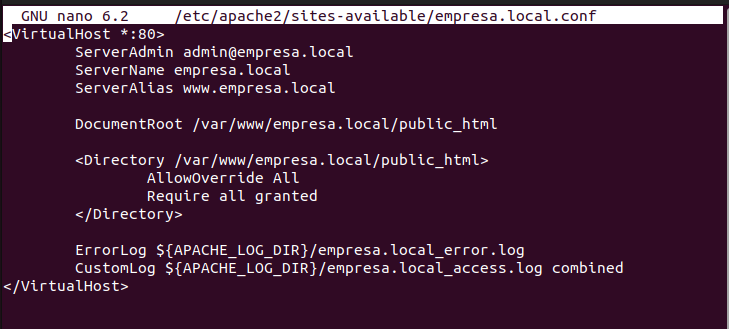 GNU nano 6.2 /etc/apache2/sites-available/empresa.local.conf
<VirtualHost *:80>
ServerAdmin admin@empresa.local
ServerName empresa.local
ServerAlias www.empresa.local
DocumentRoot /var/www/empresa.local/public_html
<Directory /var/www/empresa.local/public_html>
AllowOverride All
Require all granted
</Directory>
ErrorLog ${APACHE_LOG_DIR}/empresa.local_error.log
CustomLog ${APACHE_LOG_DIR}/empresa.local_access.log combined
</VirtualHost>